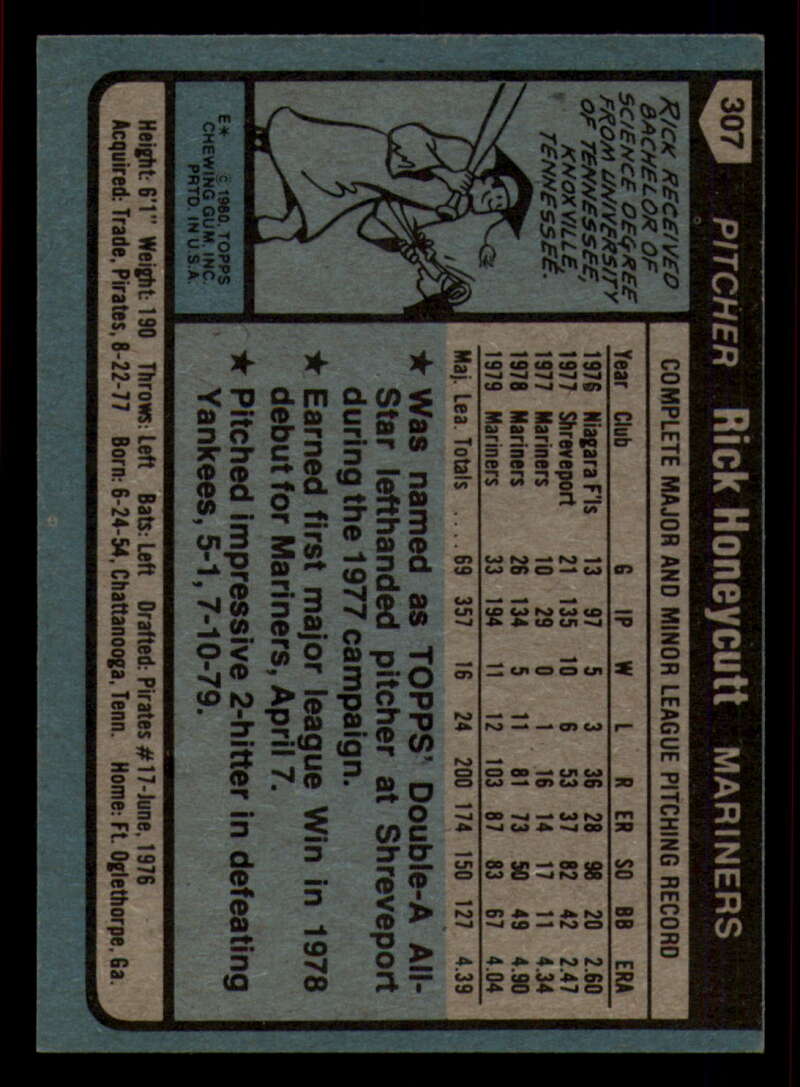 307 PITCHER Rick Honeycutt MARINERS
RICK RECEIVED
BACHELOR OF
SCIENCE DEGREE
FROM UNIVERSITY
OF TENNESSEE,
KNOXVILLE,
TENNESSEE.
E* © 1980, TOPPS
CHEWING GUM, INC.
PRTD. IN U.S.A.
COMPLETE MAJOR AND MINOR LEAGUE PITCHING RECORD
Year Club G IP W L R ER SO BB ERA
1976 Niagara F'ls 13 97 5 3 36 28 98 20 2.60
1977 Shreveport 21 135 10 6 53 37 82 42 2.47
1977 Mariners 10 29 0 1 16 14 17 11 4.34
1978 Mariners 26 134 5 11 81 73 50 49 4.90
1979 Mariners 33 194 11 12 103 87 83 67 4.04
Maj. Lea. Totals ..... 69 357 16 24 200 174 150 127 4.39
★ Was named as TOPPS' Double-A All-
Star lefthanded pitcher at Shreveport
during the 1977 campaign.
★ Earned first major league Win in 1978
debut for Mariners, April 7.
★ Pitched impressive 2-hitter in defeating
Yankees, 5-1, 7-10-79.
Height: 6'1" Weight: 190 Throws: Left Bats: Left Drafted: Pirates #17-June, 1976
Acquired: Trade, Pirates, 8-22-77 Born: 6-24-54, Chattanooga, Tenn. Home: Ft. Oglethorpe, Ga.